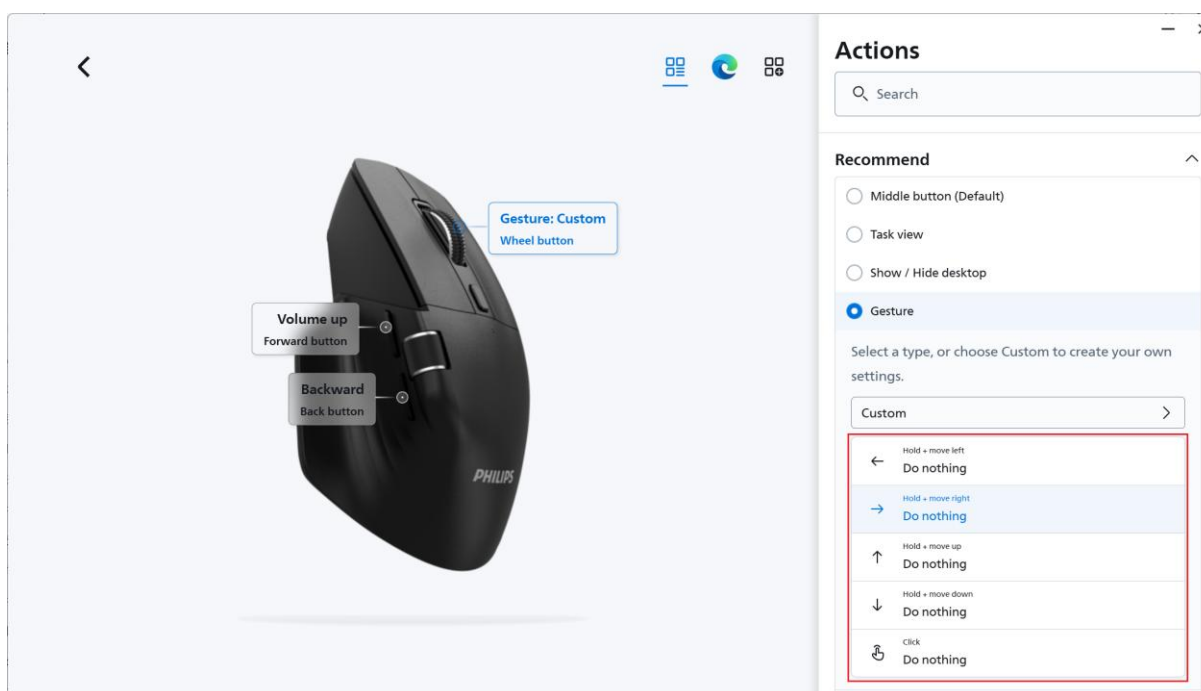 Actions
Search
Recommend
Middle button (Default)
Task view
Show / Hide desktop
Gesture
Select a type, or choose Custom to create your own
settings.
Custom
Hold + move left
Do nothing
Hold + move right
Do nothing
Hold + move up
Do nothing
Hold + move down
Do nothing
Click
Do nothing
Gesture: Custom
Wheel button
Volume up
Forward button
Backward
Back button
PHILIPS